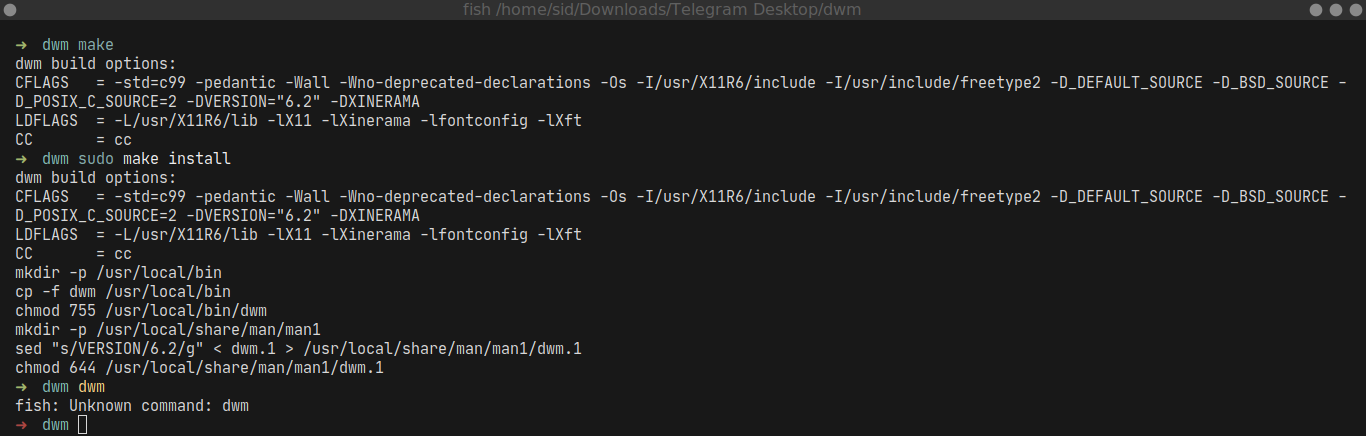 fish /home/sid/Downloads/Telegram Desktop/dwm
➜  dwm make
dwm build options:
CFLAGS   = -std=c99 -pedantic -Wall -Wno-deprecated-declarations -Os -I/usr/X11R6/include -I/usr/include/freetype2 -D_DEFAULT_SOURCE -D_BSD_SOURCE -
D_POSIX_C_SOURCE=2 -DVERSION="6.2" -DXINERAMA
LDFLAGS  = -L/usr/X11R6/lib -lX11 -lXinerama -lfontconfig -lXft
CC       = cc
➜  dwm sudo make install
dwm build options:
CFLAGS   = -std=c99 -pedantic -Wall -Wno-deprecated-declarations -Os -I/usr/X11R6/include -I/usr/include/freetype2 -D_DEFAULT_SOURCE -D_BSD_SOURCE -
D_POSIX_C_SOURCE=2 -DVERSION="6.2" -DXINERAMA
LDFLAGS  = -L/usr/X11R6/lib -lX11 -lXinerama -lfontconfig -lXft
CC       = cc
mkdir -p /usr/local/bin
cp -f dwm /usr/local/bin
chmod 755 /usr/local/bin/dwm
mkdir -p /usr/local/share/man/man1
sed "s/VERSION/6.2/g" < dwm.1 > /usr/local/share/man/man1/dwm.1
chmod 644 /usr/local/share/man/man1/dwm.1
➜  dwm dwm
fish: Unknown command: dwm
➜  dwm